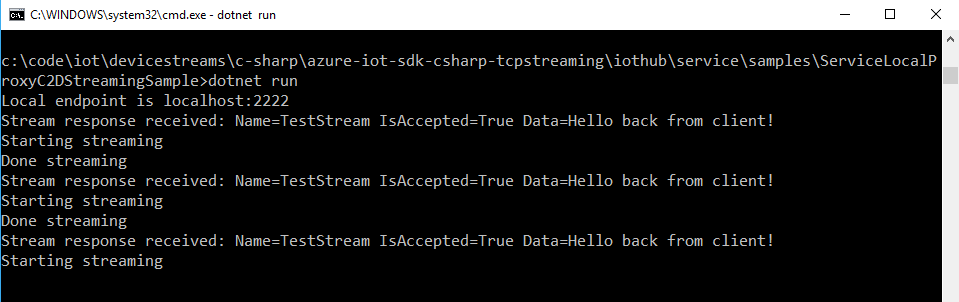 C:\WINDOWS\system32\cmd.exe - dotnet run
c:\code\iot\devicestreams\c-sharp\azure-iot-sdk-csharp-tcpstreaming\iothub\service\samples\ServiceLocalP
roxyC2DStreamingSample>dotnet run
Local endpoint is localhost:2222
Stream response received: Name=TestStream IsAccepted=True Data=Hello back from client!
Starting streaming
Done streaming
Stream response received: Name=TestStream IsAccepted=True Data=Hello back from client!
Starting streaming
Done streaming
Stream response received: Name=TestStream IsAccepted=True Data=Hello back from client!
Starting streaming